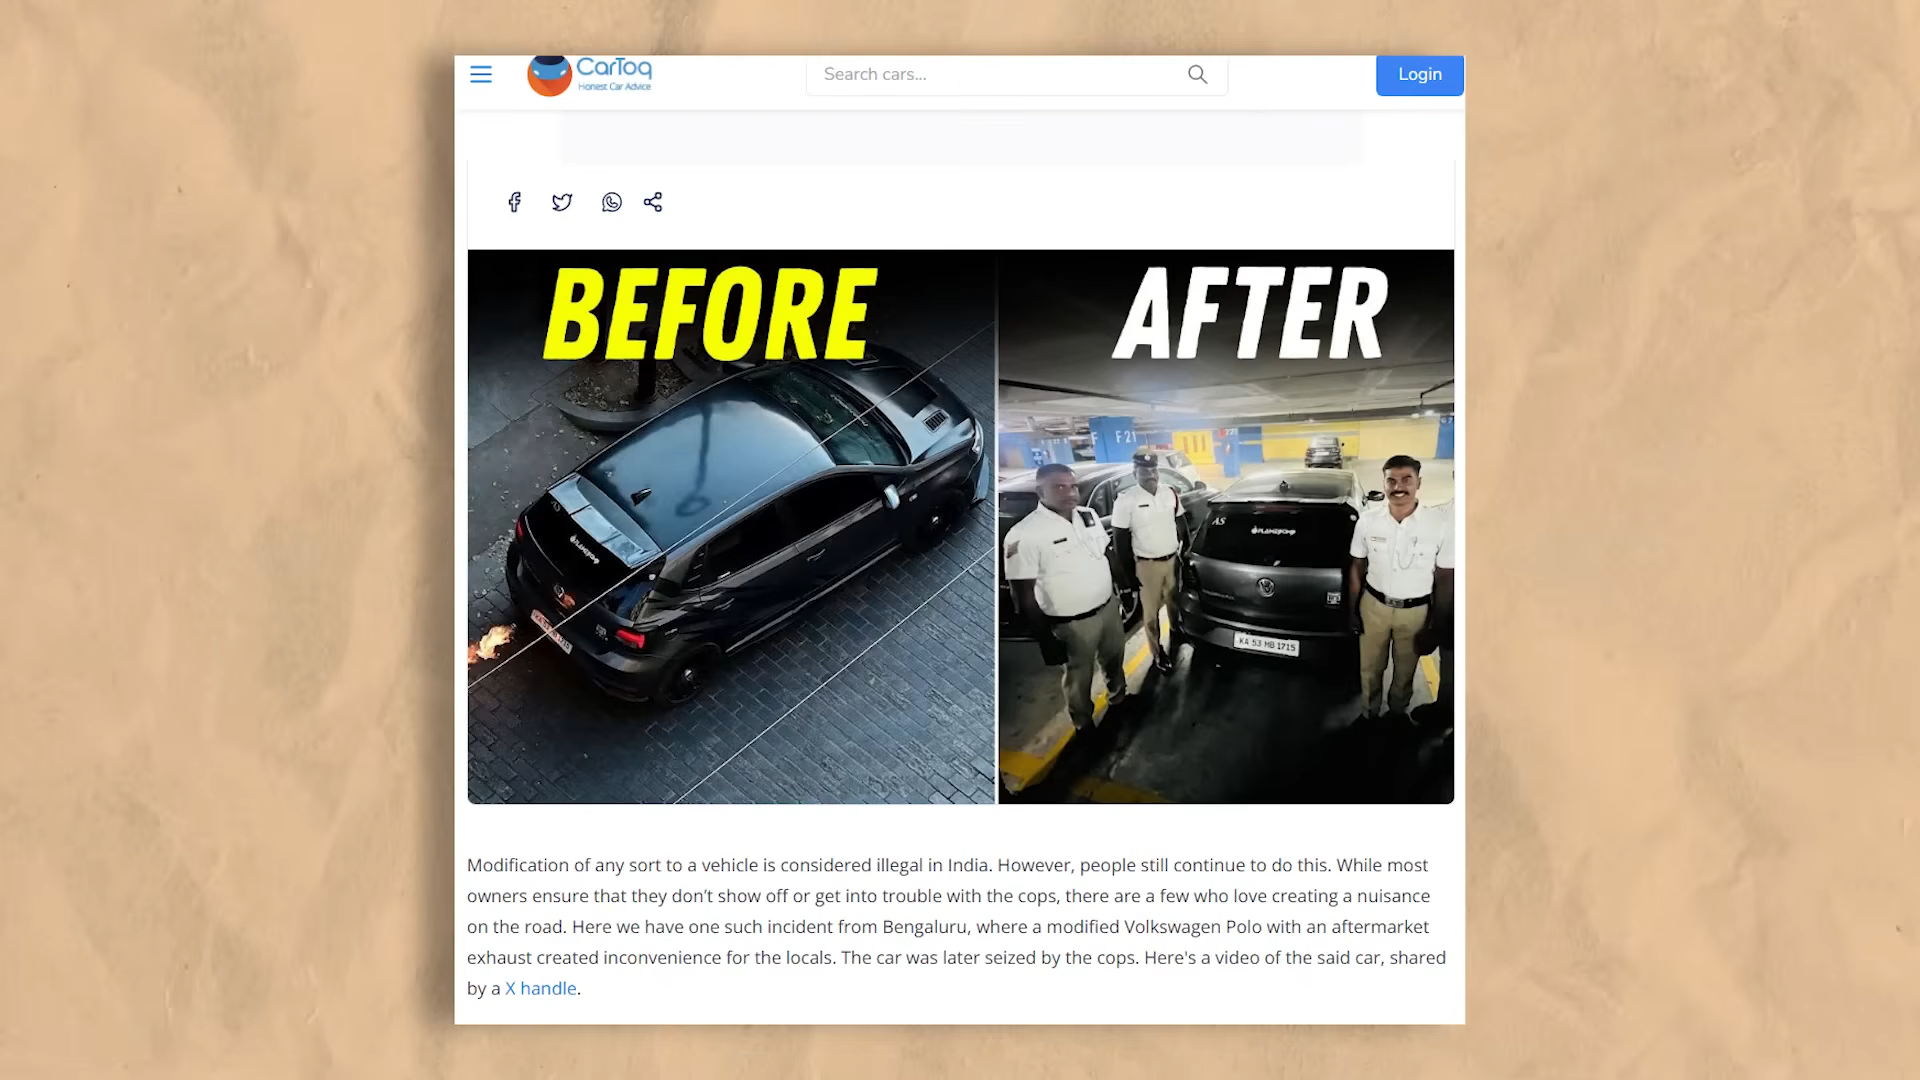 CarToq
Honest Car Advice
Search cars...
Login
BEFORE
AFTER
F
F 21
AS
KA 53 MB 1715
Modification of any sort to a vehicle is considered illegal in India. However, people still continue to do this. While most
owners ensure that they don't show off or get into trouble with the cops, there are a few who love creating a nuisance
on the road. Here we have one such incident from Bengaluru, where a modified Volkswagen Polo with an aftermarket
exhaust created inconvenience for the locals. The car was later seized by the cops. Here's a video of the said car, shared
by a X handle.